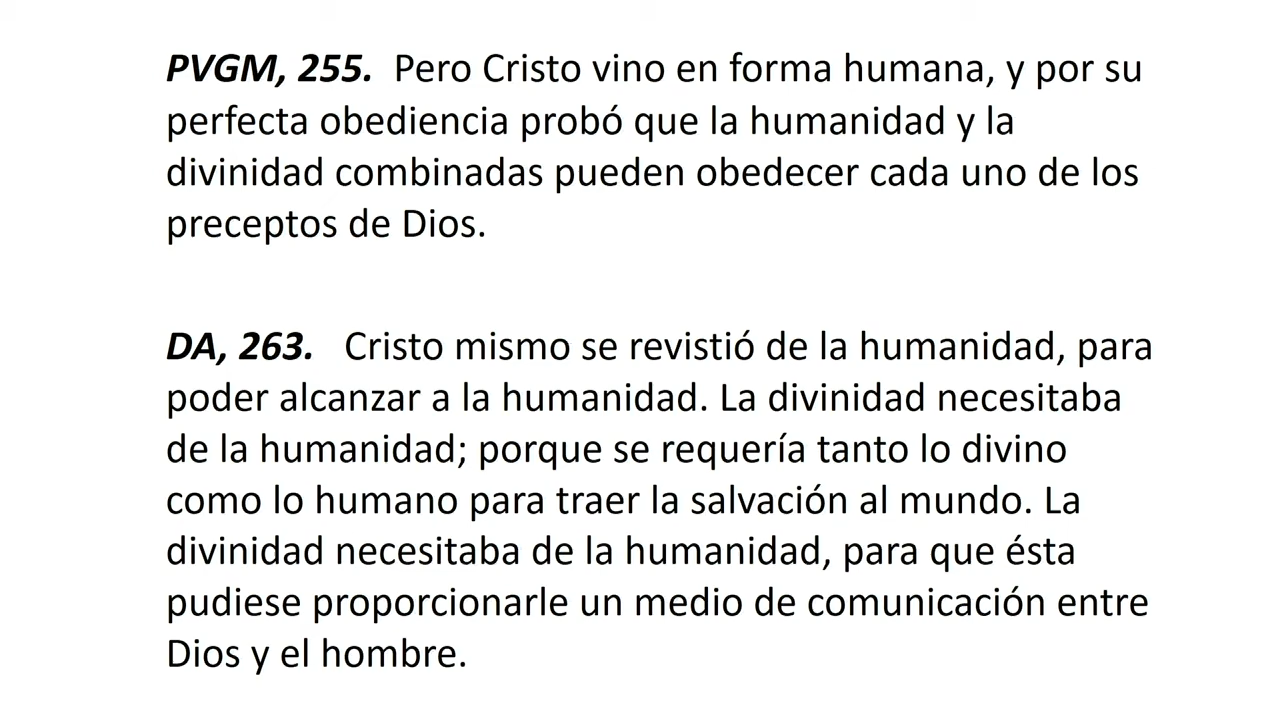 PVGM, 255. Pero Cristo vino en forma humana, y por su
perfecta obediencia probó que la humanidad y la
divinidad combinadas pueden obedecer cada uno de los
preceptos de Dios.
DA, 263. Cristo mismo se revistió de la humanidad, para
poder alcanzar a la humanidad. La divinidad necesitaba
de la humanidad; porque se requería tanto lo divino
como lo humano para traer la salvación al mundo. La
divinidad necesitaba de la humanidad, para que ésta
pudiese proporcionarle un medio de comunicación entre
Dios y el hombre.